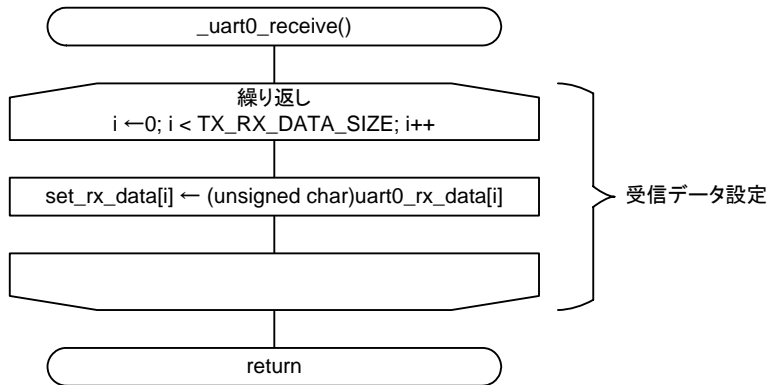 _uart0_receive()
繰り返し
i ←0; i < TX_RX_DATA_SIZE; i++
set_rx_data[i] ← (unsigned char)uart0_rx_data[i]
受信データ設定
return